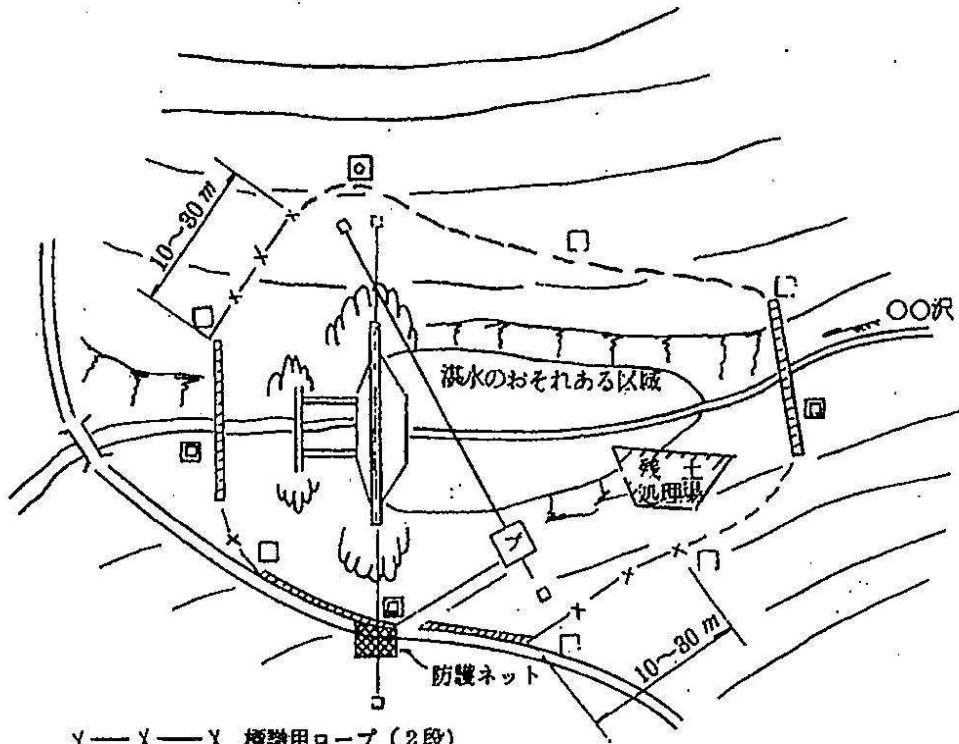 10～30 m
○○沢
洪水のおそれある区域
残土
処理場
10～30 m
防護ネット
標識用ロープ（2段）